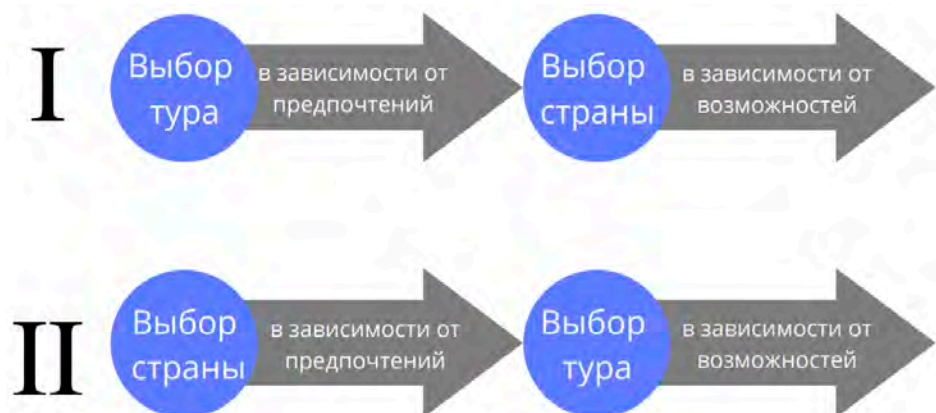 I
Выбор
тура
в зависимости от
предпочтений
Выбор
страны
в зависимости от
возможностей
II
Выбор
страны
в зависимости от
предпочтений
Выбор
тура
в зависимости от
возможностей